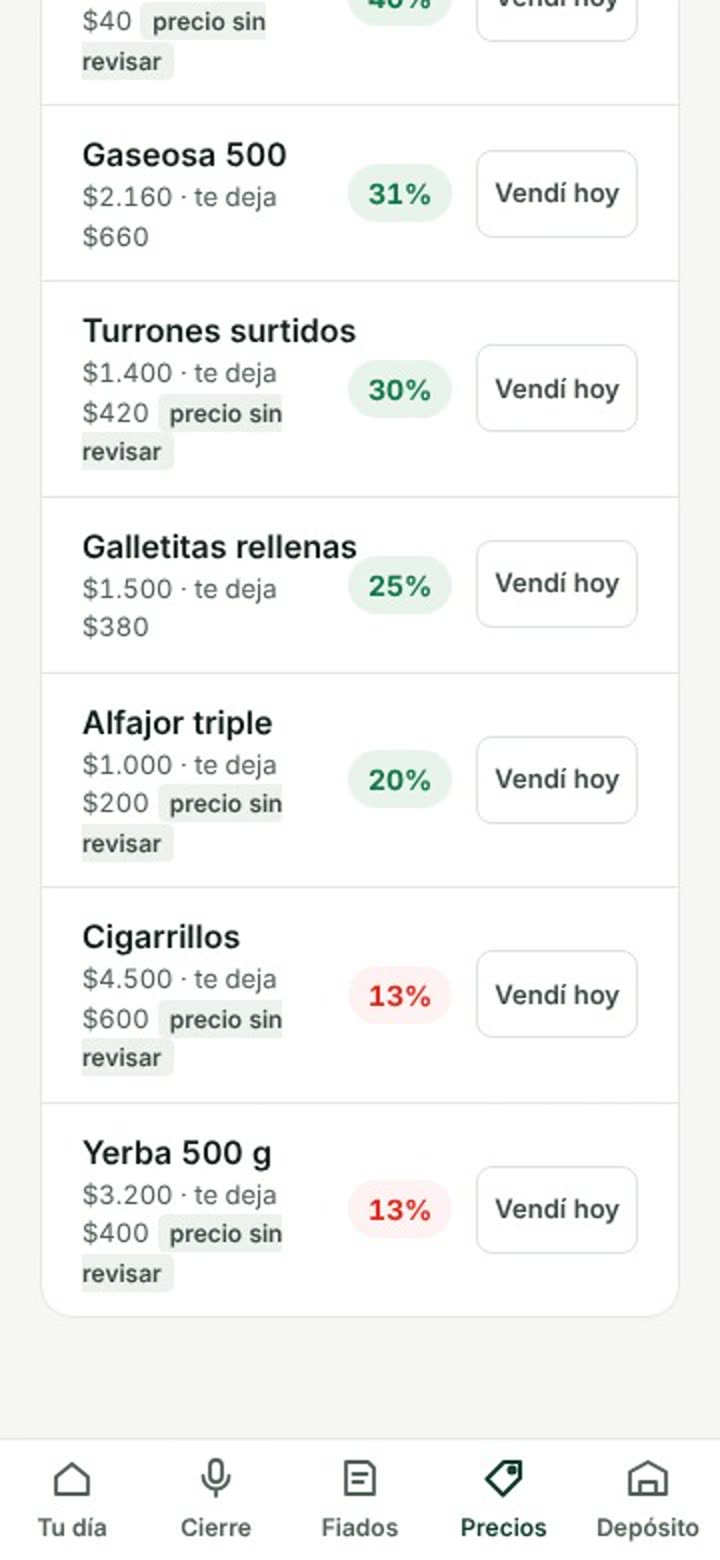 40%
Vendí hoy
$40 precio sin
revisar
Gaseosa 500
$2.160 · te deja
$660
31%
Vendí hoy
Turrones surtidos
$1.400 · te deja
$420 precio sin
revisar
30%
Vendí hoy
Galletitas rellenas
$1.500 · te deja
$380
25%
Vendí hoy
Alfajor triple
$1.000 · te deja
$200 precio sin
revisar
20%
Vendí hoy
Cigarrillos
$4.500 · te deja
$600 precio sin
revisar
13%
Vendí hoy
Yerba 500 g
$3.200 · te deja
$400 precio sin
revisar
13%
Vendí hoy
Tu día
Cierre
Fiados
Precios
Depósito